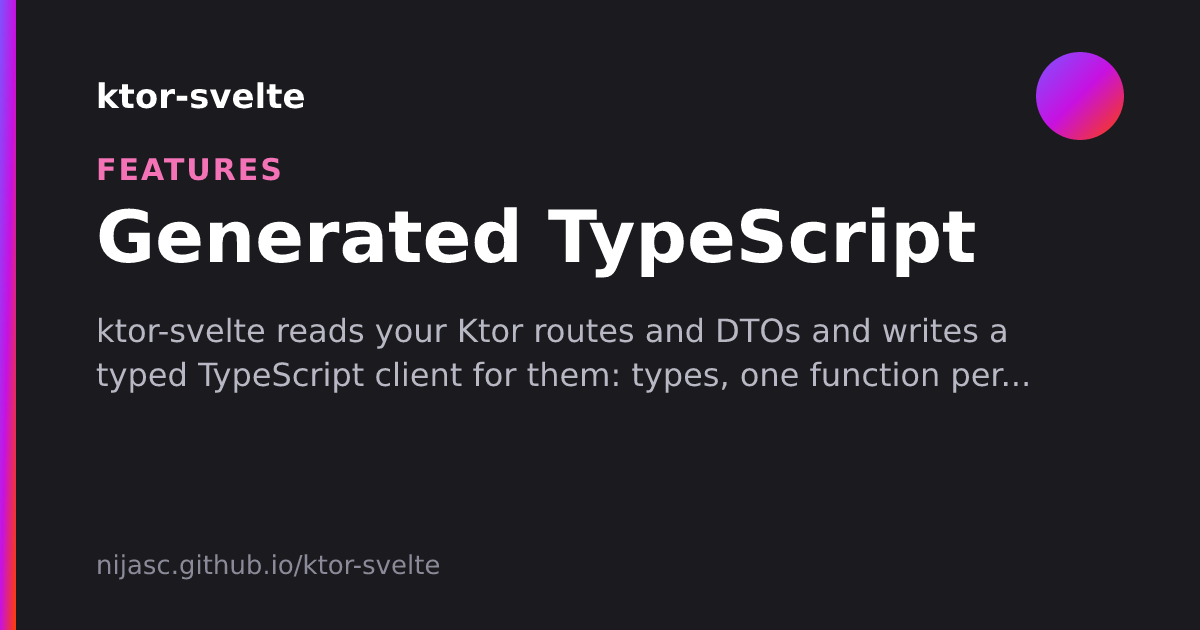 ktor-svelte
FEATURES
Generated TypeScript
ktor-svelte reads your Ktor routes and DTOs and writes a
typed TypeScript client for them: types, one function per...
nijasc.github.io/ktor-svelte